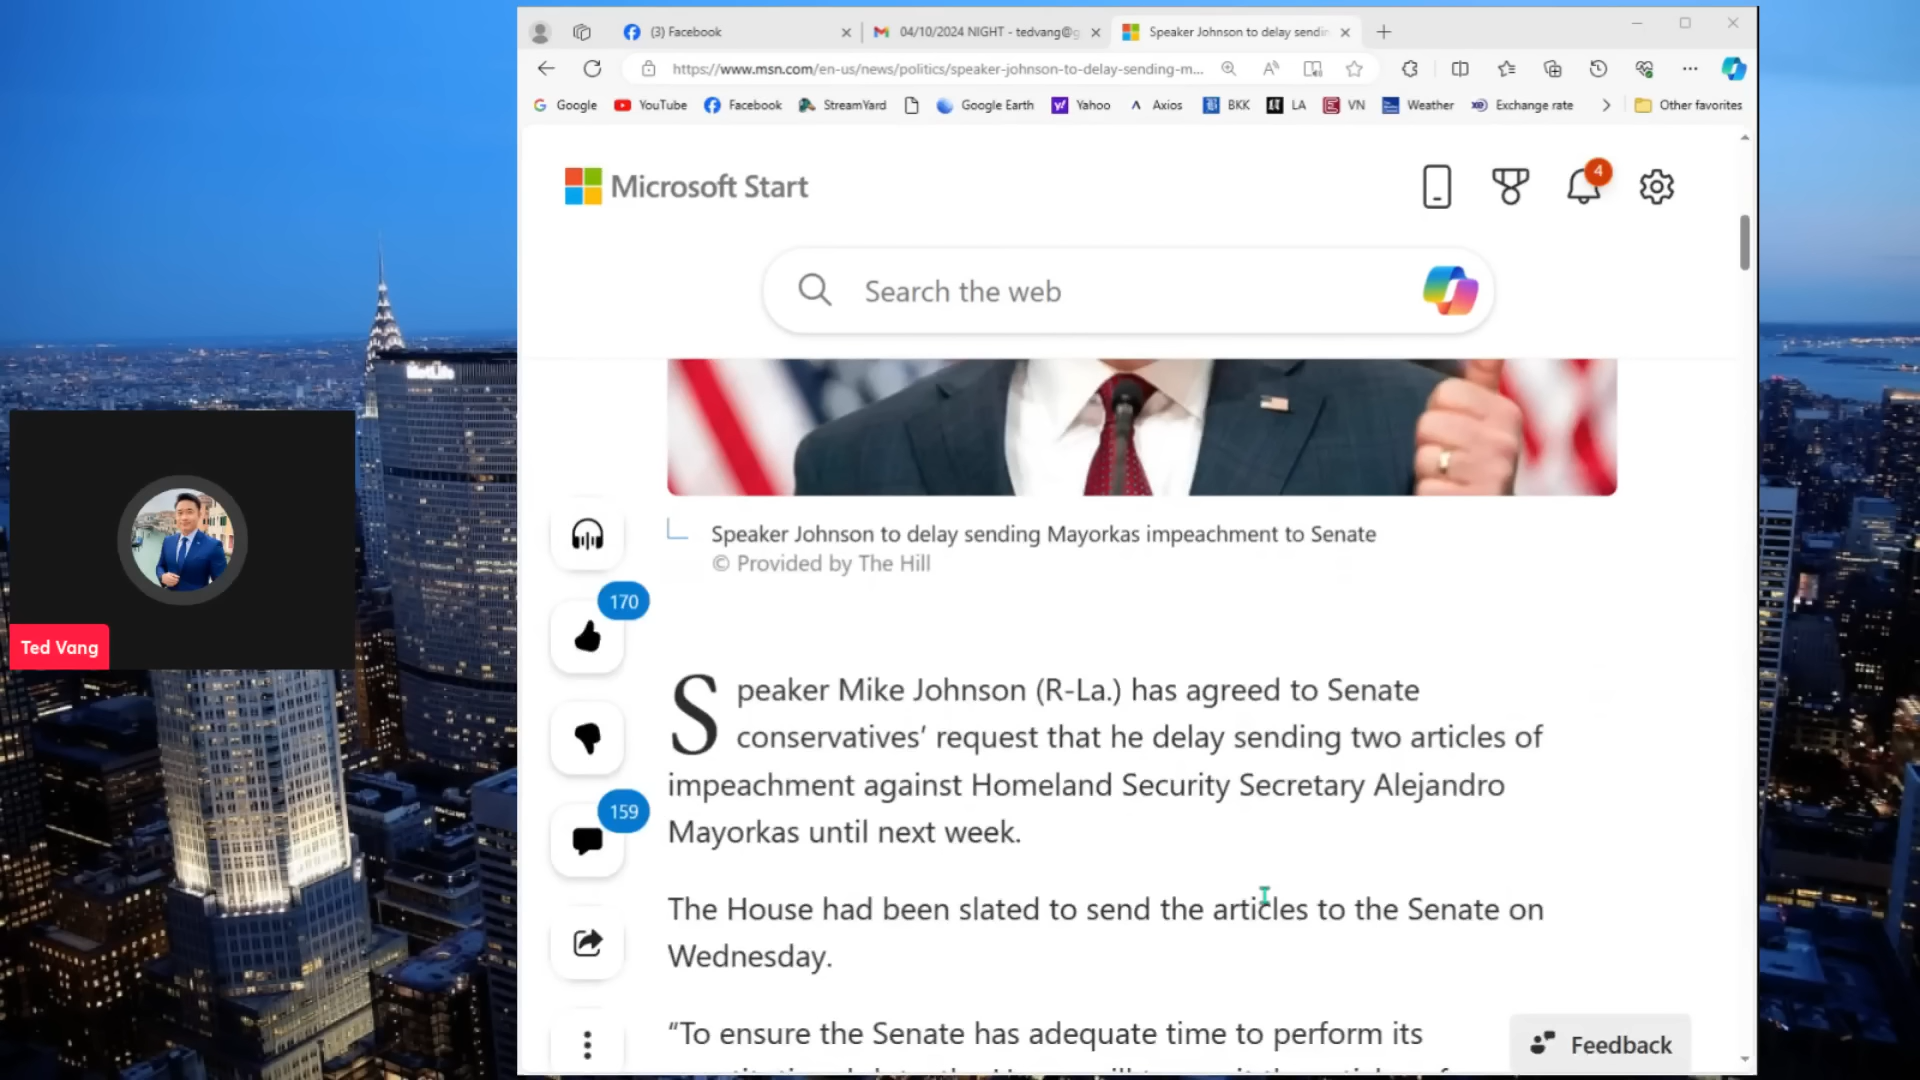 (3) Facebook
04/10/2024 NIGHT - tedvang@g
Speaker Johnson to delay sendin
https://www.msn.com/en-us/news/politics/speaker-johnson-to-delay-sending-m...
Google
YouTube
Facebook
StreamYard
Google Earth
Yahoo
Axios
BKK
LA
VN
Weather
Exchange rate
Other favorites
Microsoft Start
4
Search the web
MetLife
Speaker Johnson to delay sending Mayorkas impeachment to Senate
© Provided by The Hill
170
159
Ted Vang
Speaker Mike Johnson (R-La.) has agreed to Senate
conservatives’ request that he delay sending two articles of
impeachment against Homeland Security Secretary Alejandro
Mayorkas until next week.
The House had been slated to send the articles to the Senate on
Wednesday.
“To ensure the Senate has adequate time to perform its
Feedback